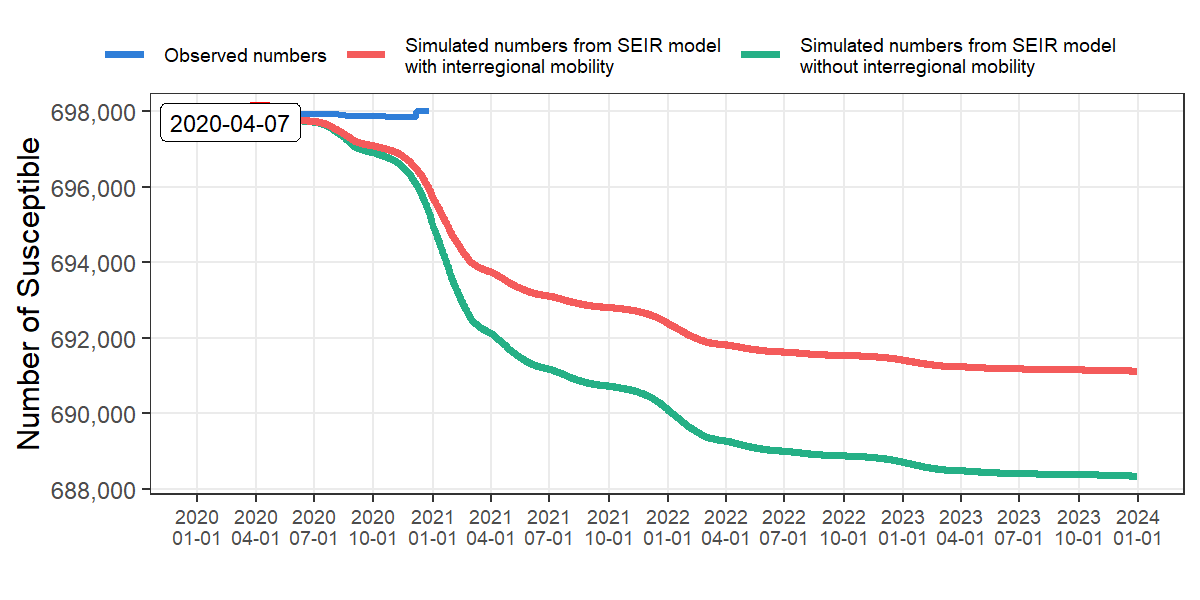 Observed numbers
Simulated numbers from SEIR model
with interregional mobility
Simulated numbers from SEIR model
without interregional mobility
Number of Susceptible
698,000
696,000
694,000
692,000
690,000
688,000
2020-04-07
2020 2020 2020 2020 2021 2021 2021 2021 2022 2022 2022 2022 2023 2023 2023 2023 2024
01-01 04-01 07-01 10-01 01-01 04-01 07-01 10-01 01-01 04-01 07-01 10-01 01-01 04-01 07-01 10-01 01-01